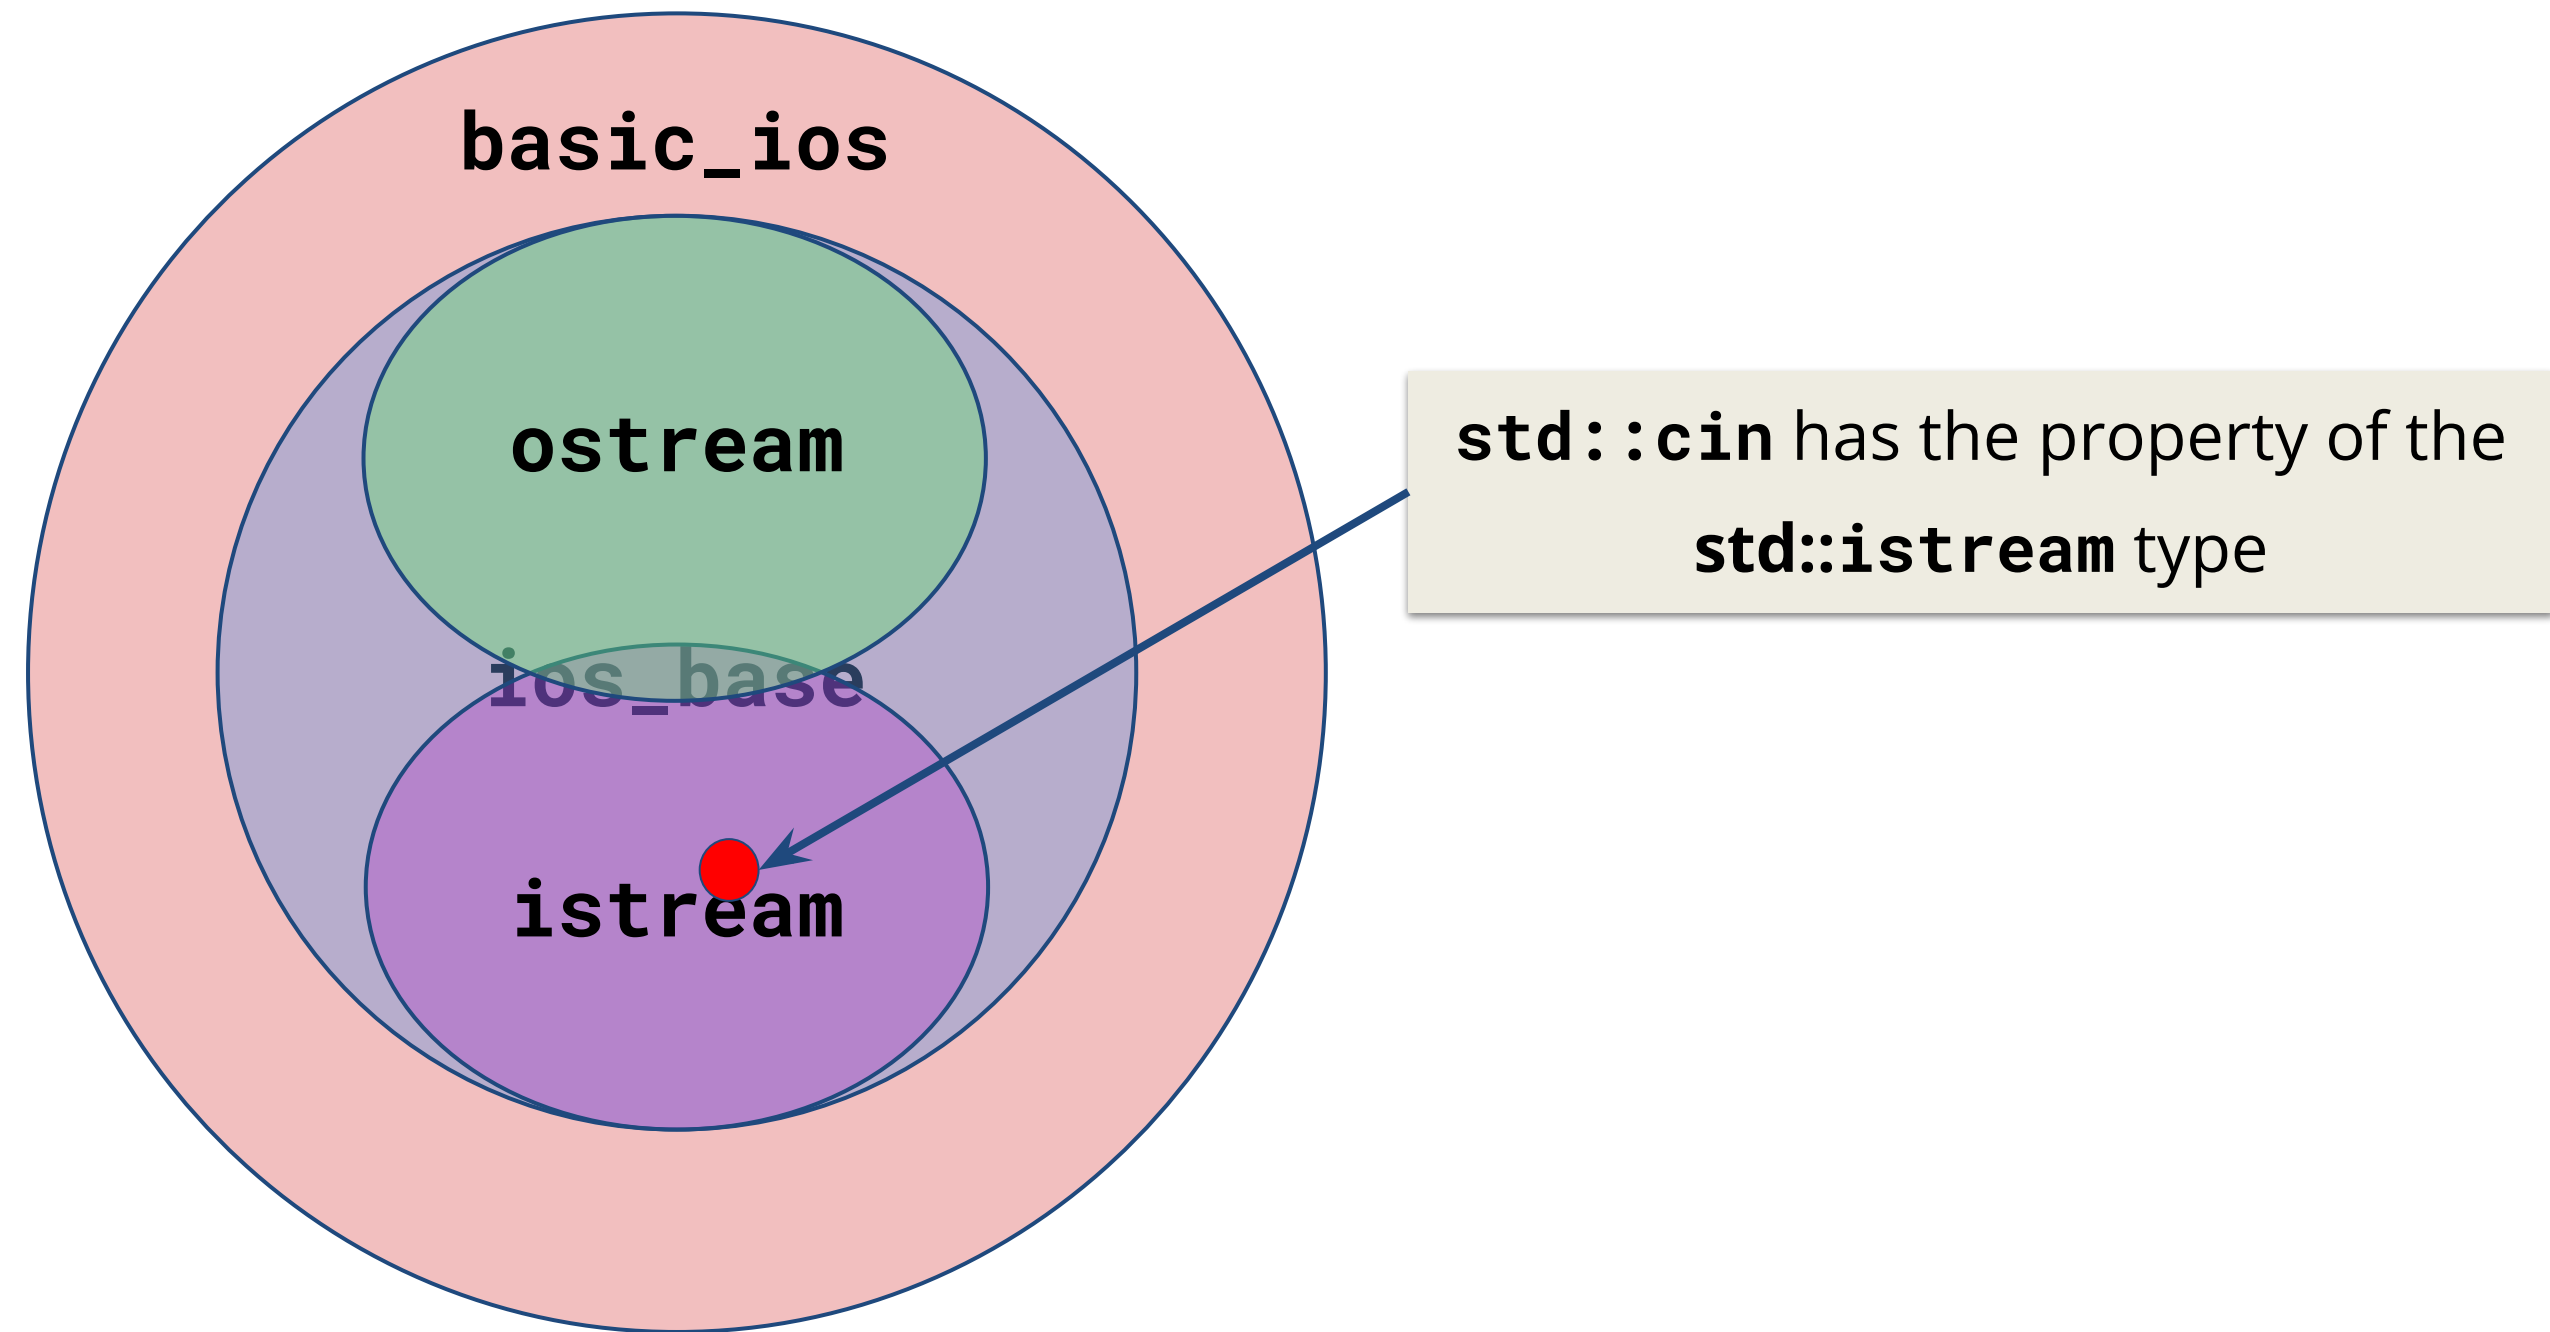 basic_ios
ostream
ios_base
istream
std::cin has the property of the
std::istream type